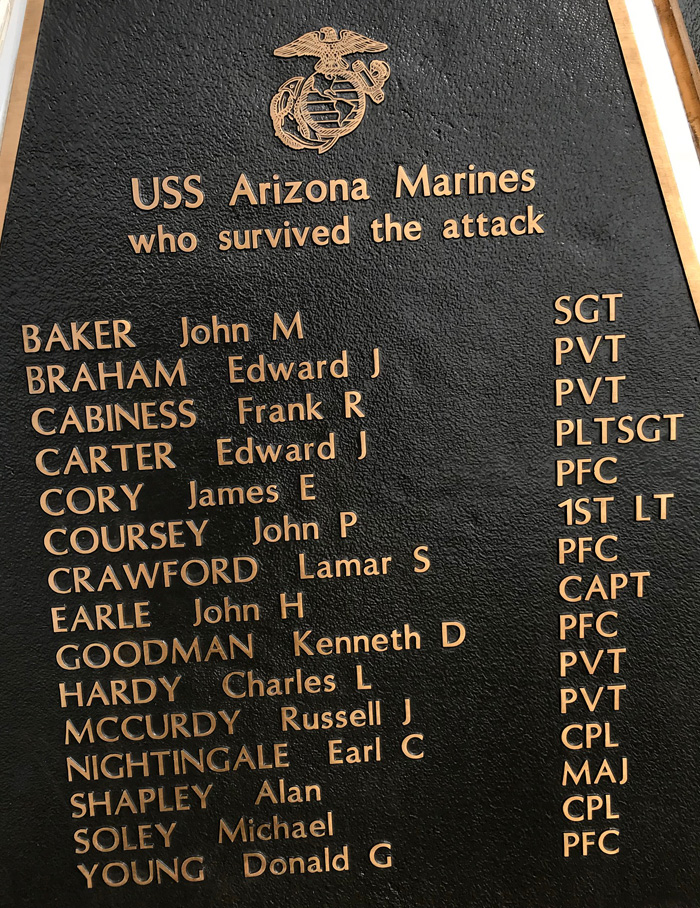 USS Arizona Marines
who survived the attack
BAKER John M SGT
BRAHAM Edward J PVT
CABINESS Frank R PVT
CARTER Edward J PLTSGT
CORY James E PFC
COURSEY John P 1ST LT
CRAWFORD Lamar S PFC
EARLE John H CAPT
GOODMAN Kenneth D PFC
HARDY Charles L PVT
MCCURDY Russell J PVT
NIGHTINGALE Earl C CPL
SHAPLEY Alan MAJ
SOLEY Michael CPL
YOUNG Donald G PFC